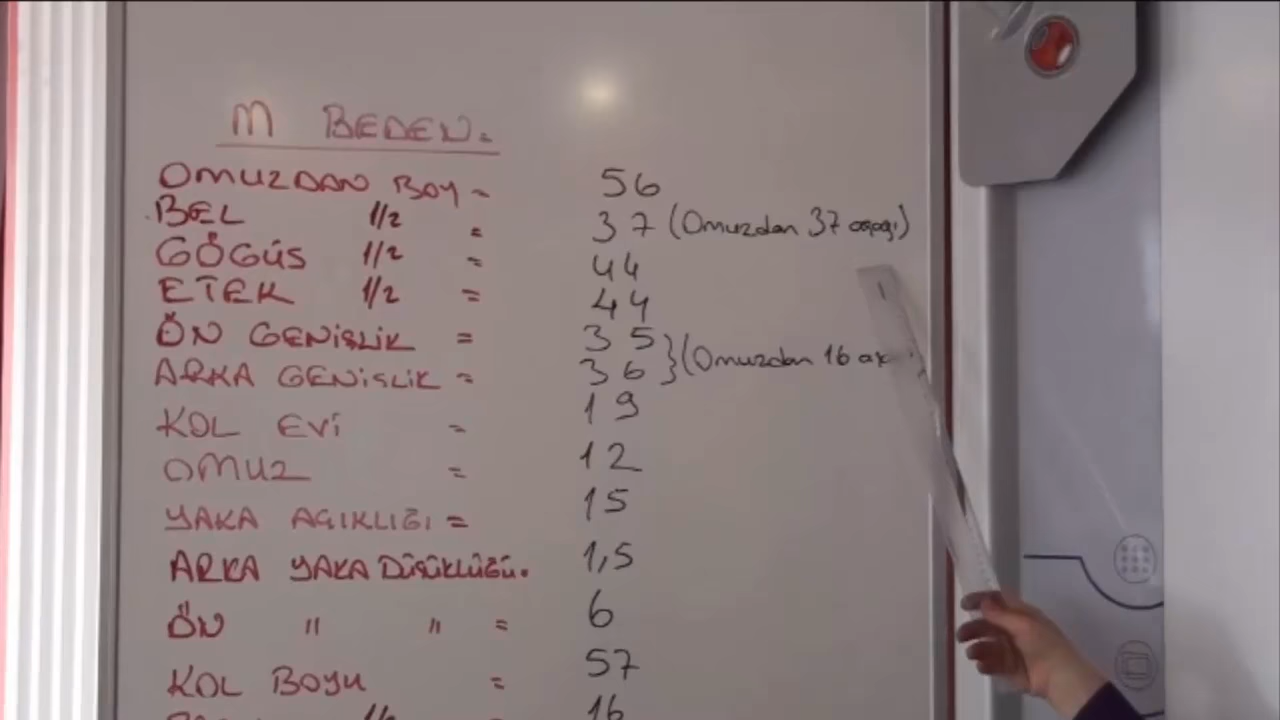 M BEDEN =
OMUZDAN BOY = 56
BEL 1/2 = 37 (Omuzdan 37 aşağı)
GÖĞÜS 1/2 = 44
ETEK 1/2 = 44
ÖN GENİŞLİK = 35
ARKA GENİŞLİK = 36 } (Omuzdan 16
KOL EVİ = 19
OMUZ = 12
YAKA AÇIKLIĞI = 15
ARKA YAKA DÜŞÜKLÜĞÜ = 1,5
ÖN " " = 6
KOL BOYU = 57
1/2 16